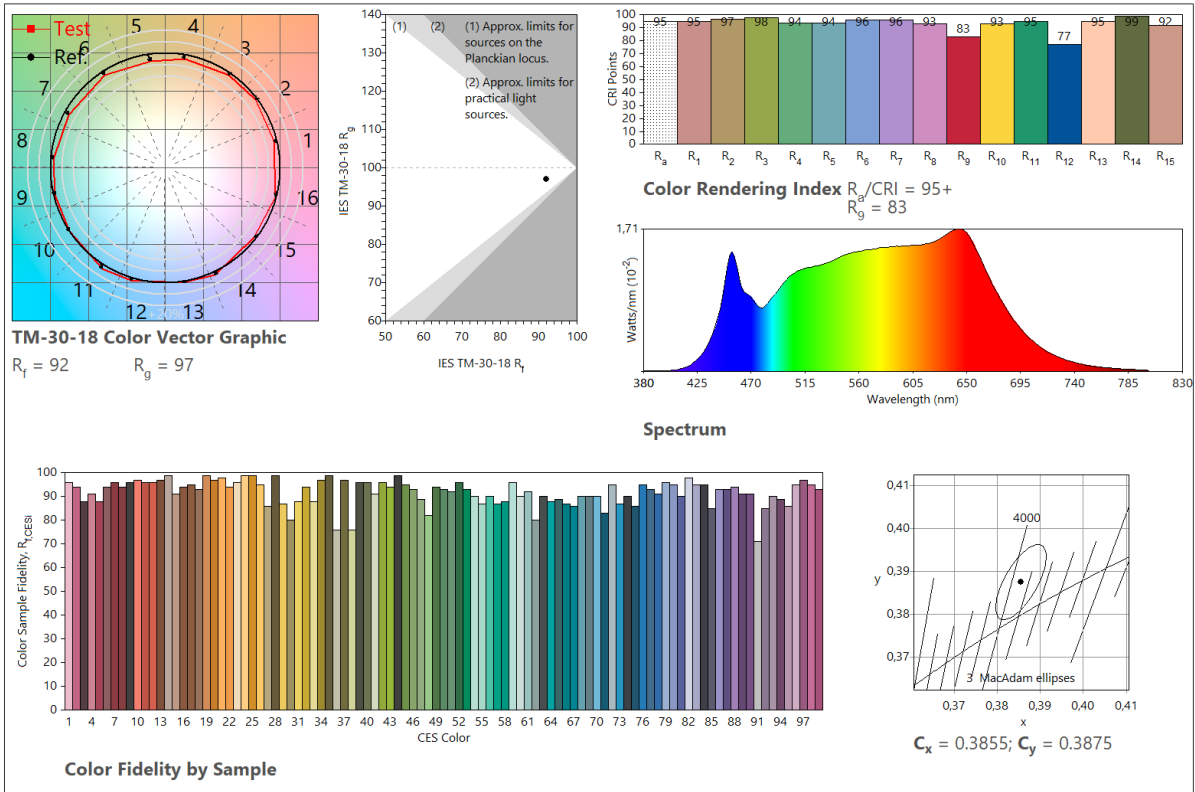 Test
Ref.
5
4
6
3
7
2
8
1
9
16
10
15
11
14
12
13
+20%
TM-30-18 Color Vector Graphic
Rf = 92 Rg = 97
IES TM-30-18 Rg
140
130
120
110
100
90
80
70
60
(1) (2) (1) Approx. limits for
sources on the
Planckian locus.
(2) Approx. limits for
practical light
sources.
50 60 70 80 90 100
IES TM-30-18 Rf
CRI Points
100
90
80
70
60
50
40
30
20
10
0
95 95 97 98 94 94 96 96 93 83 93 95 77 95 99 92
Ra R1 R2 R3 R4 R5 R6 R7 R8 R9 R10 R11 R12 R13 R14 R15
Color Rendering Index Ra/CRI = 95+
R9 = 83
1,71
Watts/nm (10-2)
0
380 425 470 515 560 605 650 695 740 785 830
Wavelength (nm)
Spectrum
Color Sample Fidelity, Rf,CESi
100
90
80
70
60
50
40
30
20
10
0
1 4 7 10 13 16 19 22 25 28 31 34 37 40 43 46 49 52 55 58 61 64 67 70 73 76 79 82 85 88 91 94 97
CES Color
Color Fidelity by Sample
0,41
0,40
0,39
y
0,38
0,37
4000
3 MacAdam ellipses
0,37 0,38 0,39 0,40 0,41
x
Cx = 0.3855; Cy = 0.3875